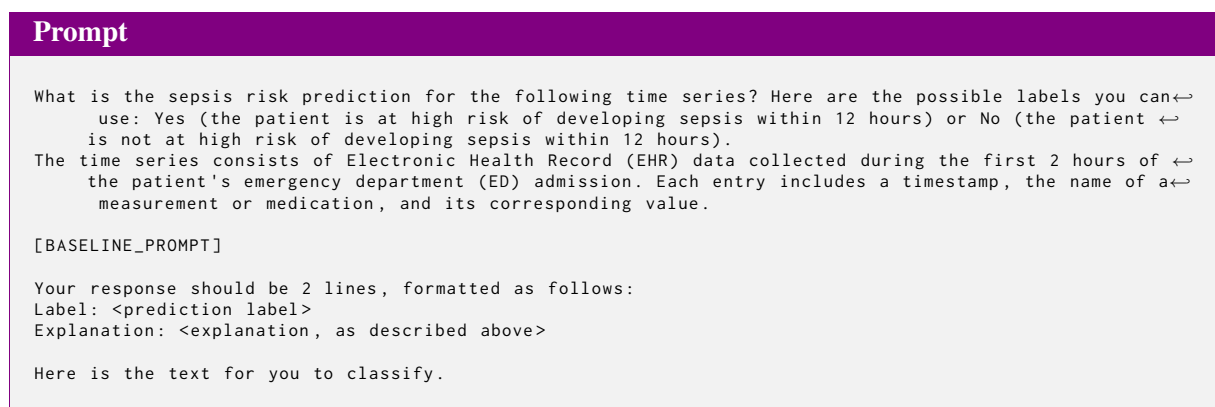 Prompt
What is the sepsis risk prediction for the following time series? Here are the possible labels you can↩
use: Yes (the patient is at high risk of developing sepsis within 12 hours) or No (the patient ↩
is not at high risk of developing sepsis within 12 hours).
The time series consists of Electronic Health Record (EHR) data collected during the first 2 hours of ↩
the patient's emergency department (ED) admission. Each entry includes a timestamp, the name of a↩
measurement or medication, and its corresponding value.
[BASELINE_PROMPT]
Your response should be 2 lines, formatted as follows:
Label: <prediction label>
Explanation: <explanation, as described above>
Here is the text for you to classify.